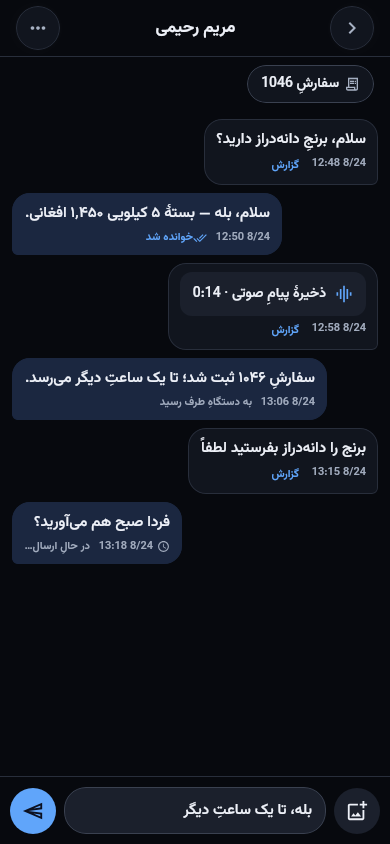 مریم رحیمی
سفارشِ 1046
سلام، برنجِ دانه‌دراز دارید؟
8/24 12:48 گزارش
سلام، بله — بستهٔ ۵ کیلویی ۱,۴۵۰ افغانی.
8/24 12:50 خوانده شد
ذخیرهٔ پیامِ صوتی · 0:14
8/24 12:58 گزارش
سفارشِ ۱۰۴۶ ثبت شد؛ تا یک ساعتِ دیگر می‌رسد.
8/24 13:06 به دستگاهِ طرف رسید
برنج را دانه‌دراز بفرستید لطفاً
8/24 13:15 گزارش
فردا صبح هم می‌آورید؟
8/24 13:18 در حالِ ارسال…
بله، تا یک ساعتِ دیگر